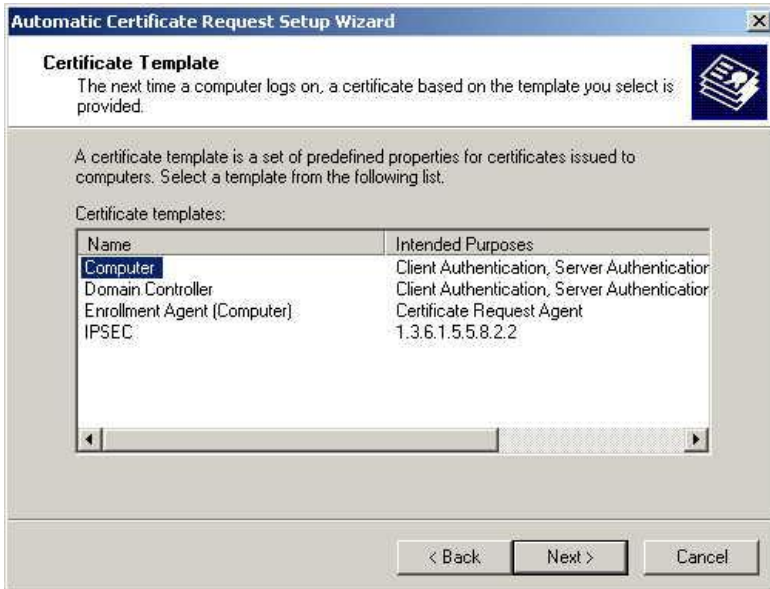 Automatic Certificate Request Setup Wizard
Certificate Template
The next time a computer logs on, a certificate based on the template you select is
provided.
A certificate template is a set of predefined properties for certificates issued to
computers. Select a template from the following list.
Certificate templates:
Name Intended Purposes
Computer Client Authentication, Server Authentication
Domain Controller Client Authentication, Server Authentication
Enrollment Agent (Computer) Certificate Request Agent
IPSEC 1.3.6.1.5.5.8.2.2
< Back Next > Cancel